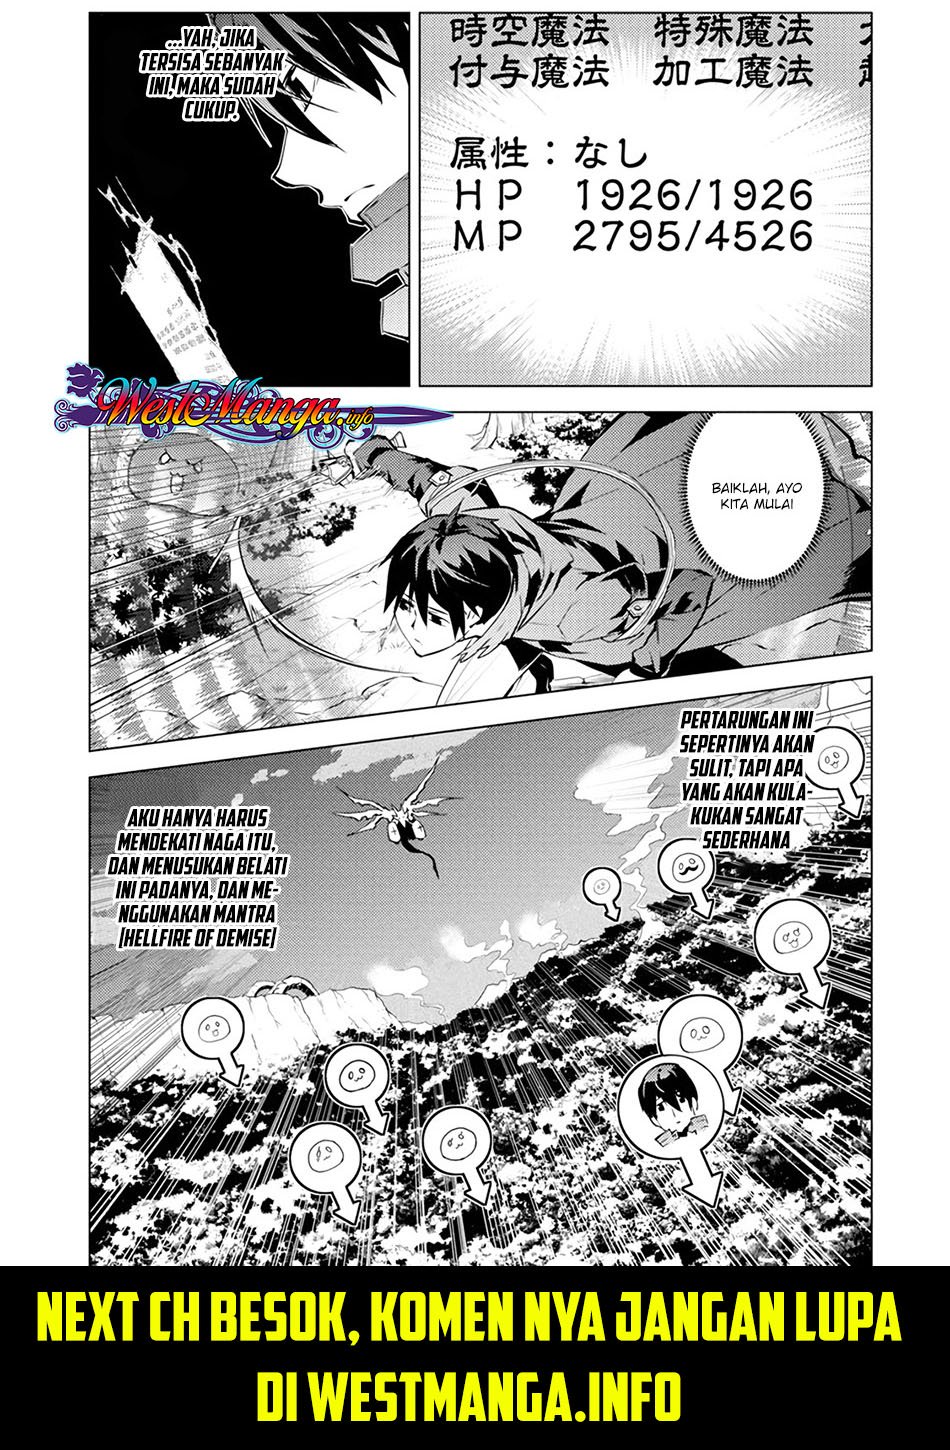 ...YAH, JIKA
TERSISA SEBANYAK
INI, MAKA SUDAH
CUKUP.
時空魔法 特殊魔法
付与魔法 加工魔法
属性：なし
HP 1926/1926
MP 2795/4526
WestManga.info
BAIKLAH, AYO
KITA MULAI
PERTARUNGAN INI
SEPERTINYA AKAN
SULIT, TAPI APA
YANG AKAN KULA-
KUKAN SANGAT
SEDERHANA
AKU HANYA HARUS
MENDEKATI NAGA ITU,
DAN MENUSUKAN BELATI
INI PADANYA, DAN ME-
NGGUNAKAN MANTRA
[HELLFIRE OF DEMISE]
NEXT CH BESOK, KOMEN NYA JANGAN LUPA
DI WESTMANGA.INFO